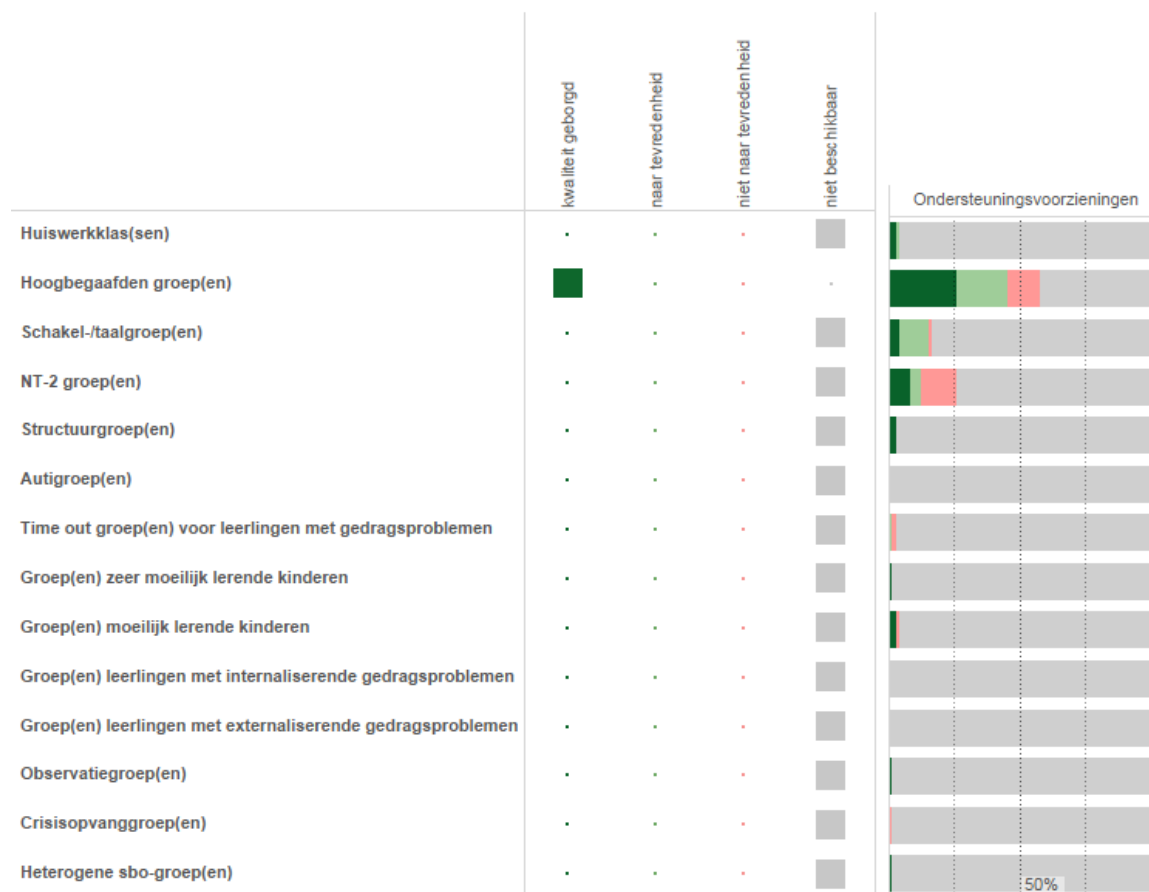 kwaliteit geborgd
naar tevredenheid
niet naar tevredenheid
niet beschikbaar
Ondersteuningsvoorzieningen
Huiswerkklas(sen)
Hoogbegaafden groep(en)
Schakel-/taalgroep(en)
NT-2 groep(en)
Structuurgroep(en)
Autigroep(en)
Time out groep(en) voor leerlingen met gedragsproblemen
Groep(en) zeer moeilijk lerende kinderen
Groep(en) moeilijk lerende kinderen
Groep(en) leerlingen met internaliserende gedragsproblemen
Groep(en) leerlingen met externaliserende gedragsproblemen
Observatiegroep(en)
Crisisopvanggroep(en)
Heterogene sbo-groep(en)
50%